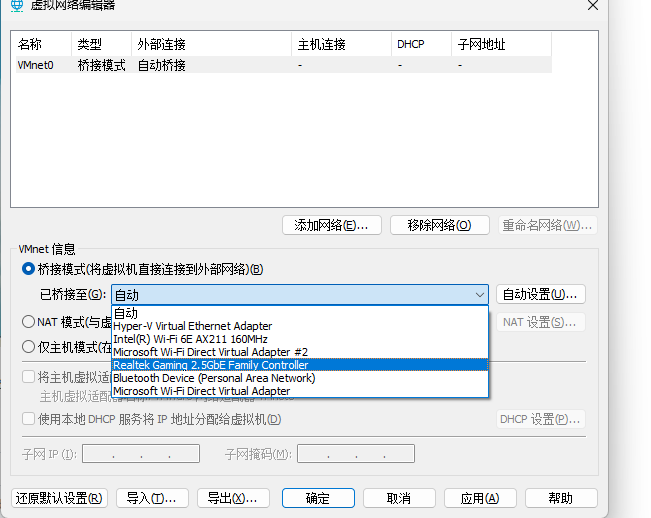 虚拟网络编辑器
名称 类型 外部连接 主机连接 DHCP 子网地址
VMnet0 桥接模式 自动桥接 - - -
添加网络(E)... 移除网络(O) 重命名网络(W)...
VMnet 信息
桥接模式(将虚拟机直接连接到外部网络)(B)
已桥接至(G): 自动 自动设置(U)...
自动
Hyper-V Virtual Ethernet Adapter
NAT 模式(与虚 NAT 设置(S)...
Intel(R) Wi-Fi 6E AX211 160MHz
仅主机模式(在
Microsoft Wi-Fi Direct Virtual Adapter #2
Realtek Gaming 2.5GbE Family Controller
将主机虚拟适
Bluetooth Device (Personal Area Network)
Microsoft Wi-Fi Direct Virtual Adapter
使用本地 DHCP 服务将 IP 地址分配给虚拟机(D) DHCP 设置(P)...
子网 IP (I): . . . 子网掩码(M): . . .
还原默认设置(R) 导入(T)... 导出(X)... 确定 取消 应用(A) 帮助